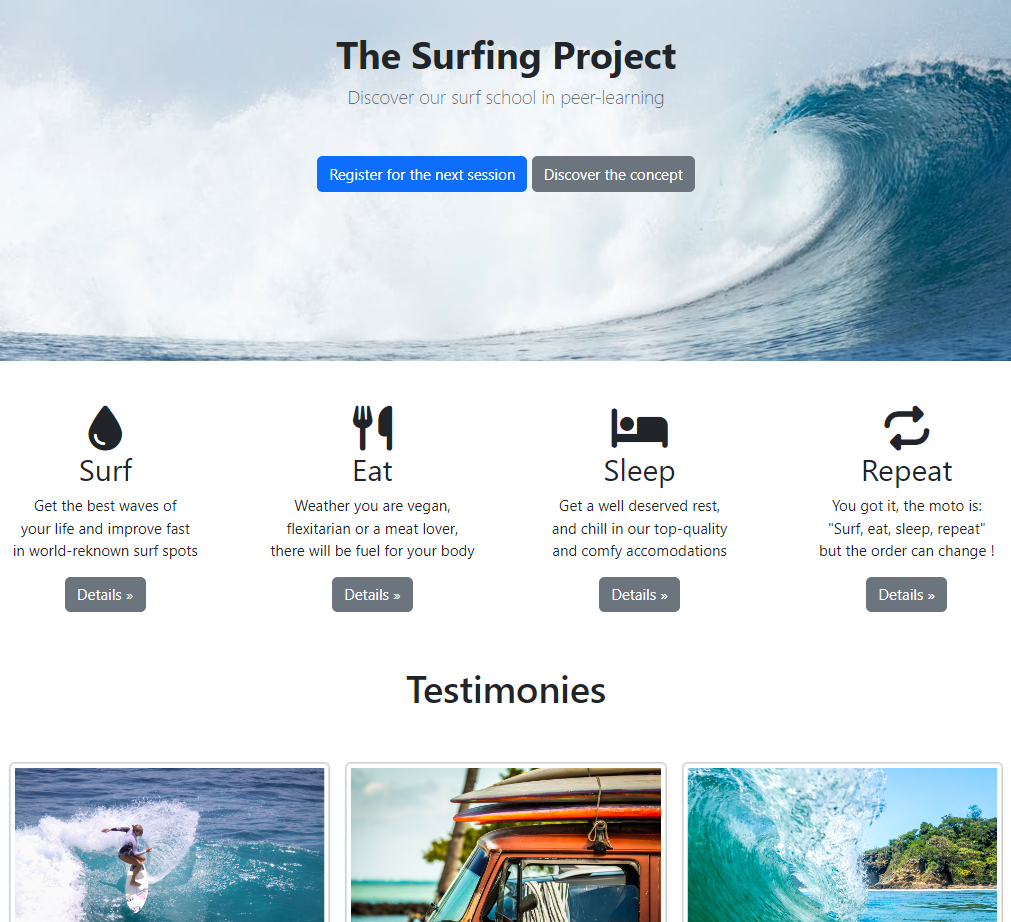 The Surfing Project
Discover our surf school in peer-learning
Register for the next session
Discover the concept
Surf
Get the best waves of
your life and improve fast
in world-reknown surf spots
Details »
Eat
Weather you are vegan,
flexitarian or a meat lover,
there will be fuel for your body
Details »
Sleep
Get a well deserved rest,
and chill in our top-quality
and comfy accomodations
Details »
Repeat
You got it, the moto is:
"Surf, eat, sleep, repeat"
but the order can change !
Details »
Testimonies